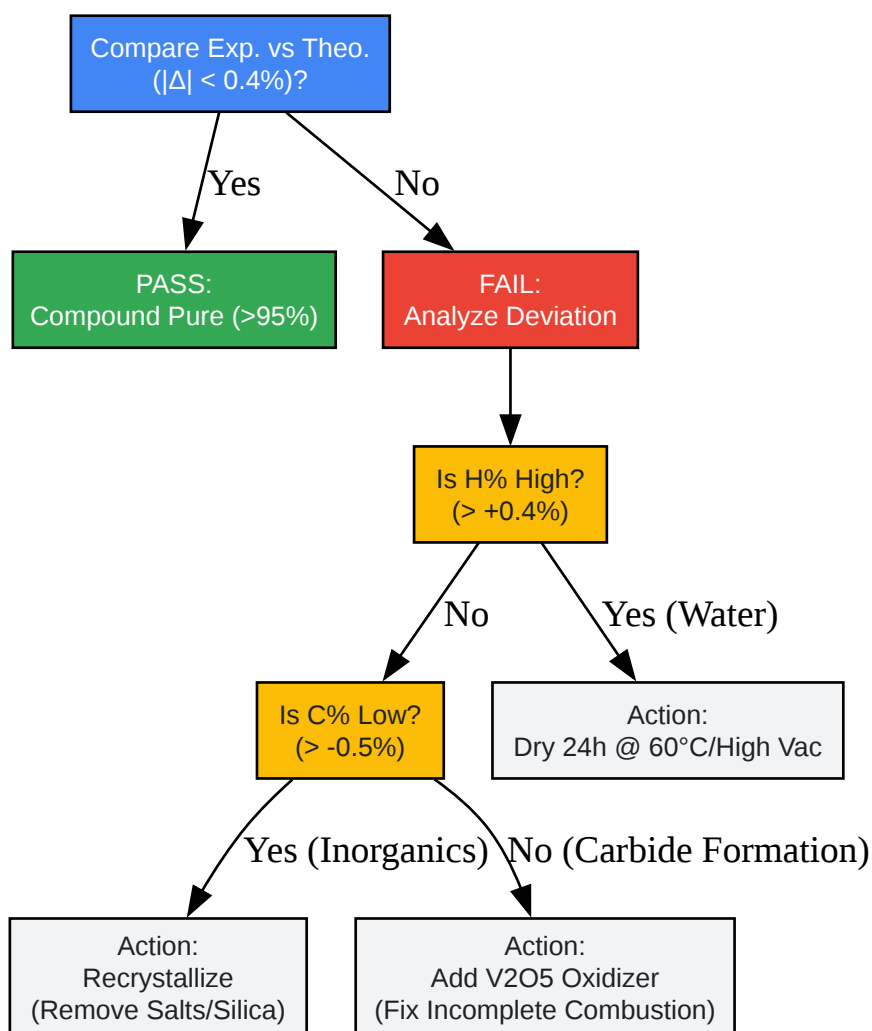 Compare Exp. vs Theo.
(|Δ| < 0.4%)?
Yes
No
PASS:
Compound Pure (>95%)
FAIL:
Analyze Deviation
Is H% High?
(> +0.4%)
No
Yes (Water)
Is C% Low?
(> -0.5%)
Action:
Dry 24h @ 60°C/High Vac
Yes (Inorganics)
No (Carbide Formation)
Action:
Recrystallize
(Remove Salts/Silica)
Action:
Add V2O5 Oxidizer
(Fix Incomplete Combustion)